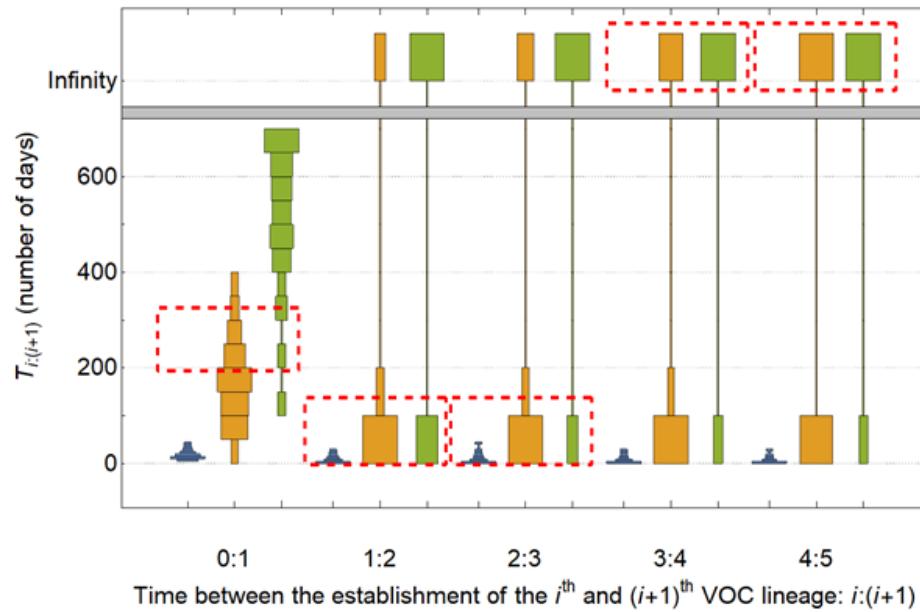 Infinity
600
400
200
0
T i:(i+1) (number of days)
0:1 1:2 2:3 3:4 4:5
Time between the establishment of the i^th and (i+1)^th VOC lineage: i:(i+1)